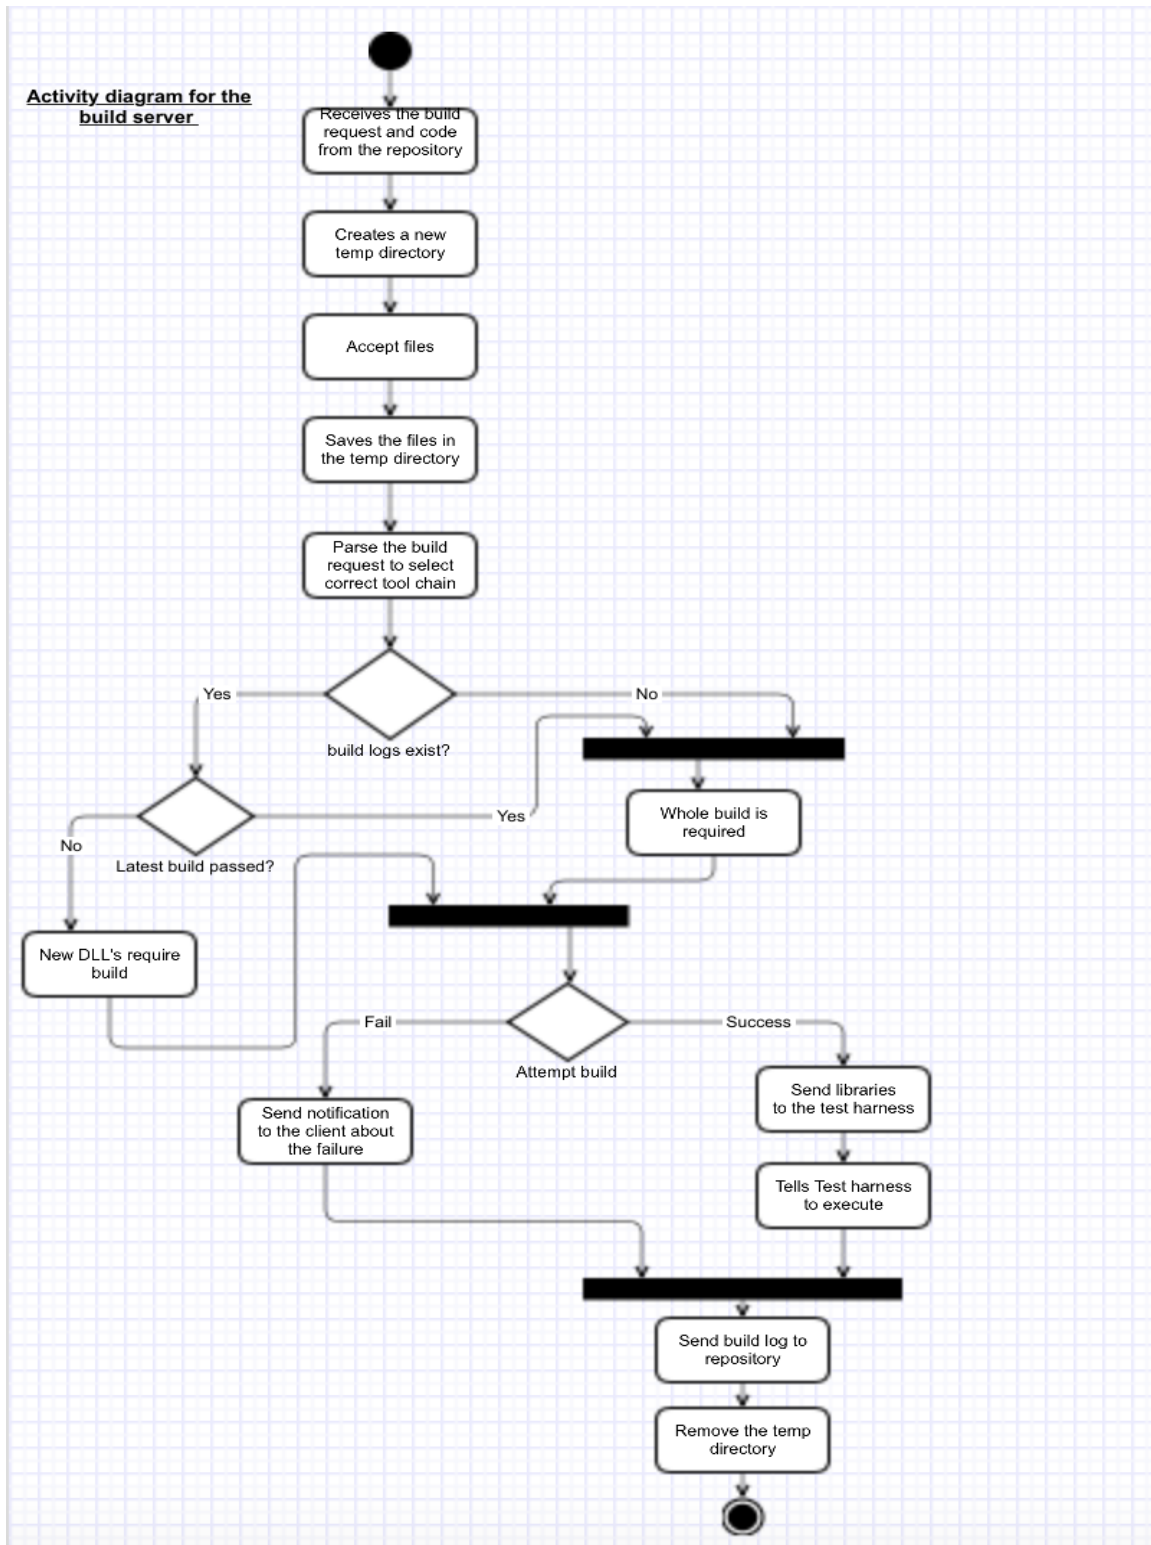 Activity diagram for the
build server
Receives the build
request and code
from the repository
Creates a new
temp directory
Accept files
Saves the files in
the temp directory
Parse the build
request to select
correct tool chain
Yes
No
build logs exist?
Whole build is
required
Yes
No
Latest build passed?
New DLL's require
build
Fail
Success
Attempt build
Send libraries
to the test harness
Send notification
to the client about
the failure
Tells Test harness
to execute
Send build log to
repository
Remove the temp
directory